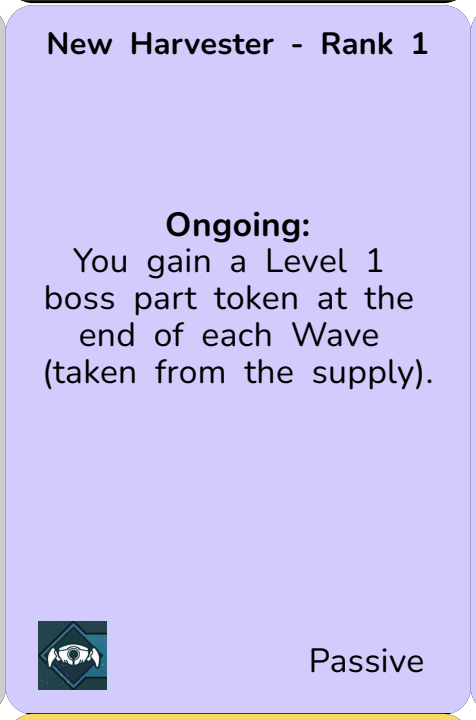 New Harvester - Rank 1
Ongoing:
You gain a Level 1
boss part token at the
end of each Wave
(taken from the supply).
Passive